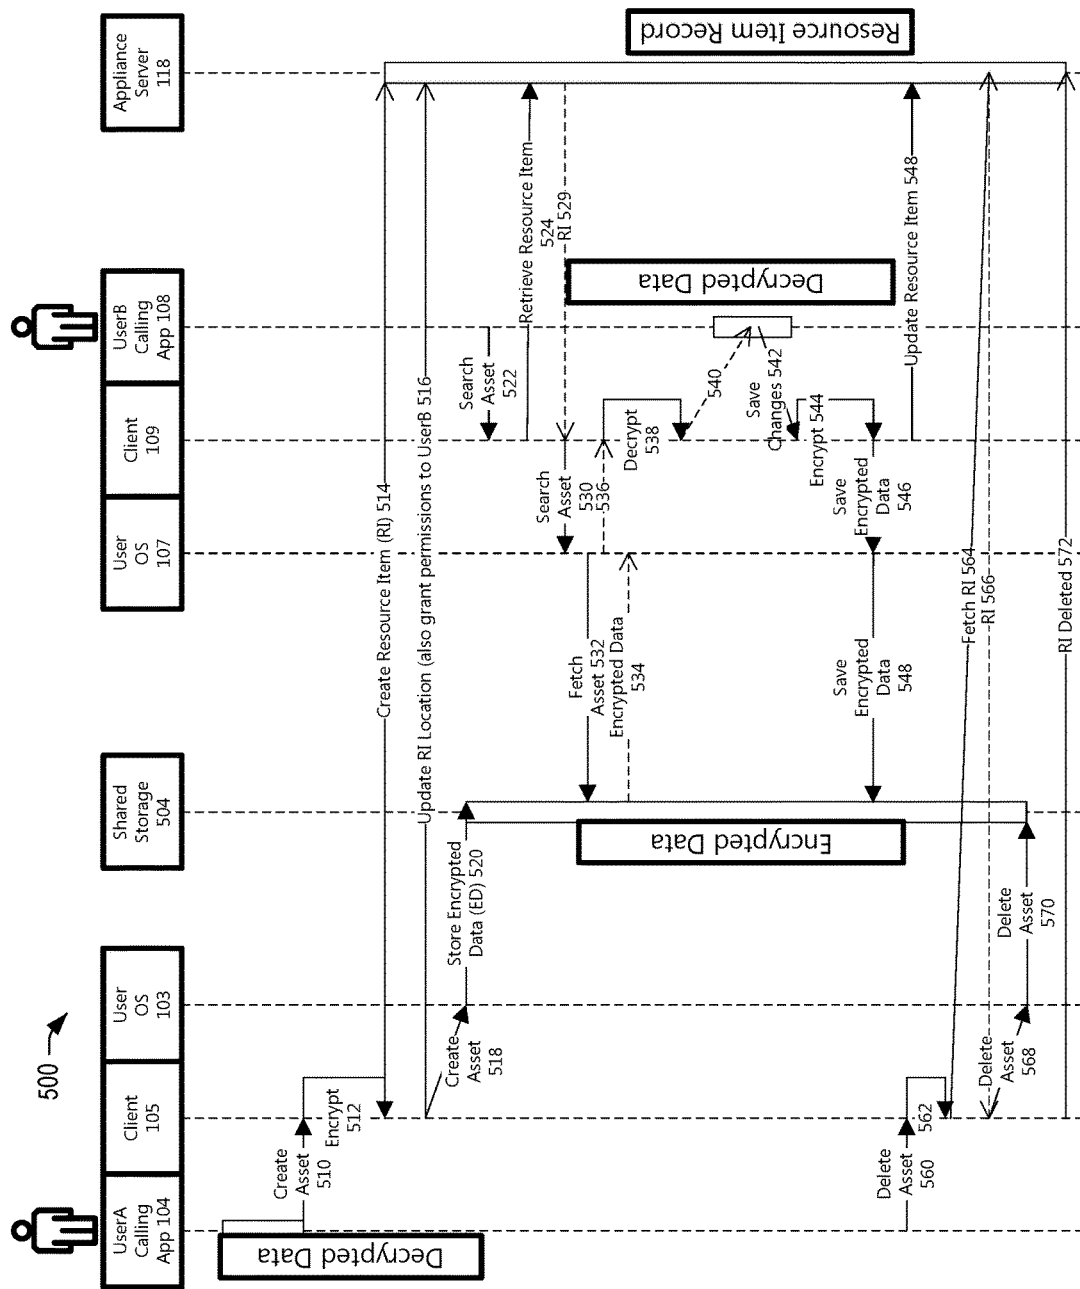 500
UserA
Calling
App 104
Client
105
User
OS
103
Shared
Storage
504
User
OS
107
Client
109
UserB
Calling
App 108
Appliance
Server
118
Decrypted Data
Create
Asset
510
Encrypt
512
Create Resource Item (RI) 514
Update RI Location (also grant permissions to UserB 516
Create
Asset
518
Store Encrypted
Data (ED) 520
Search
Asset
522
Retrieve Resource Item
524
RI 529
Search
Asset
530
Fetch
Asset 532
Encrypted Data
534
536
Decrypt
538
540
Decrypted Data
Save
Changes 542
Encrypt 544
Save
Encrypted
Data
546
Save
Encrypted
Data
548
Update Resource Item 548
Encrypted Data
Resource Item Record
Delete
Asset
560
562
Fetch RI 564
RI 566
Delete
Asset
568
Delete
Asset
570
RI Deleted 572